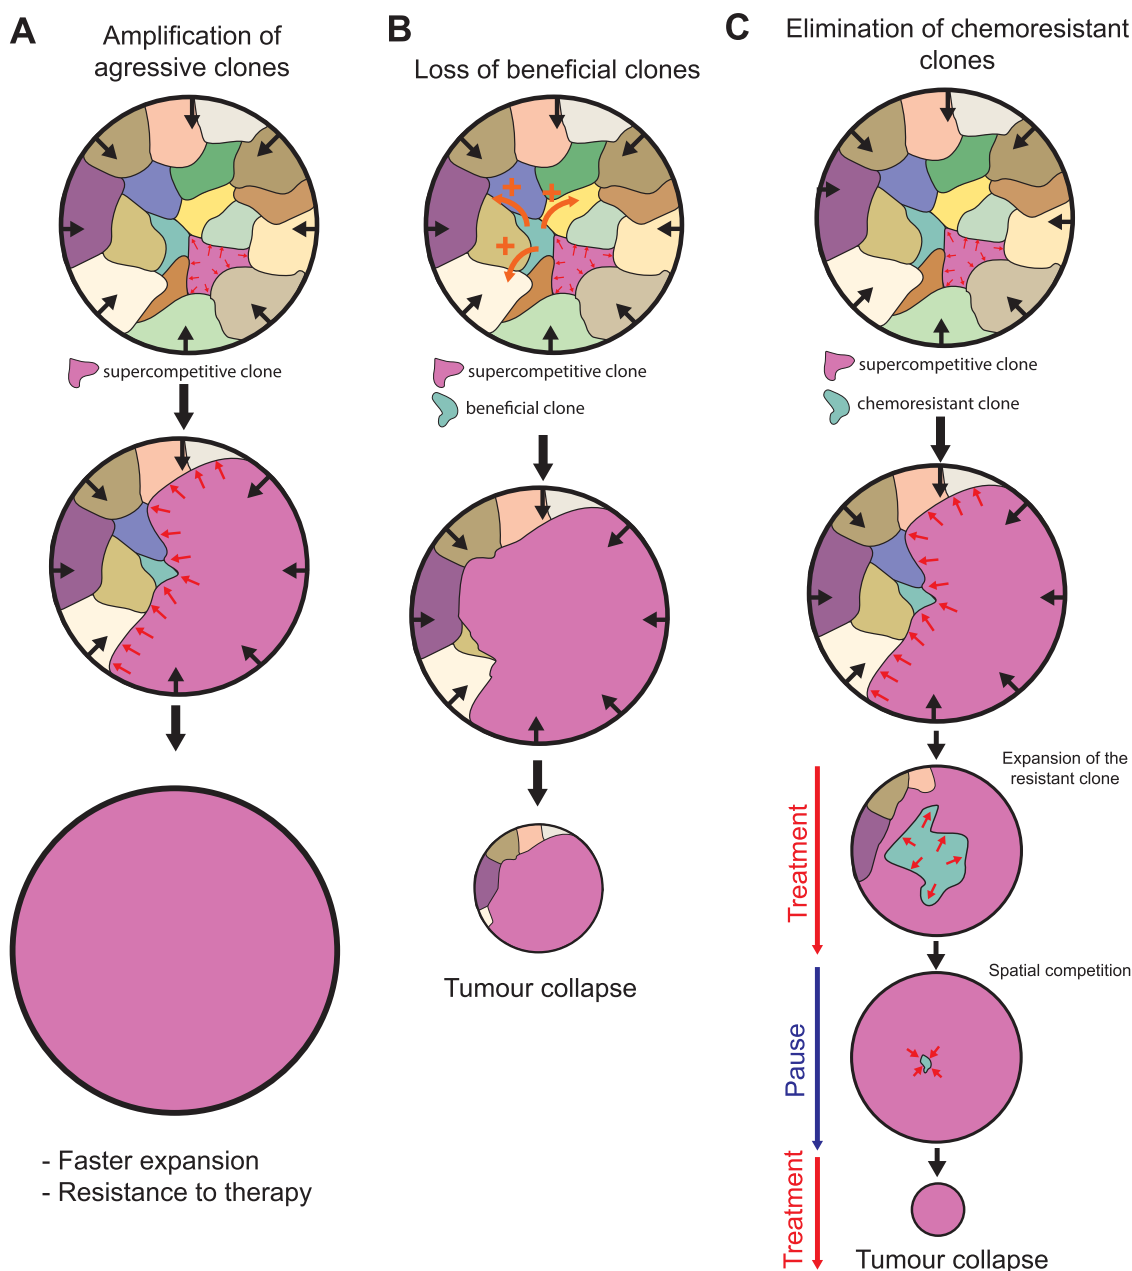 A
Amplification of
agressive clones
supercompetitive clone
- Faster expansion
- Resistance to therapy
B
Loss of beneficial clones
+
+
+
supercompetitive clone
beneficial clone
Tumour collapse
C
Elimination of chemoresistant
clones
supercompetitive clone
chemoresistant clone
Expansion of the
resistant clone
Treatment
Spatial competition
Pause
Treatment
Tumour collapse